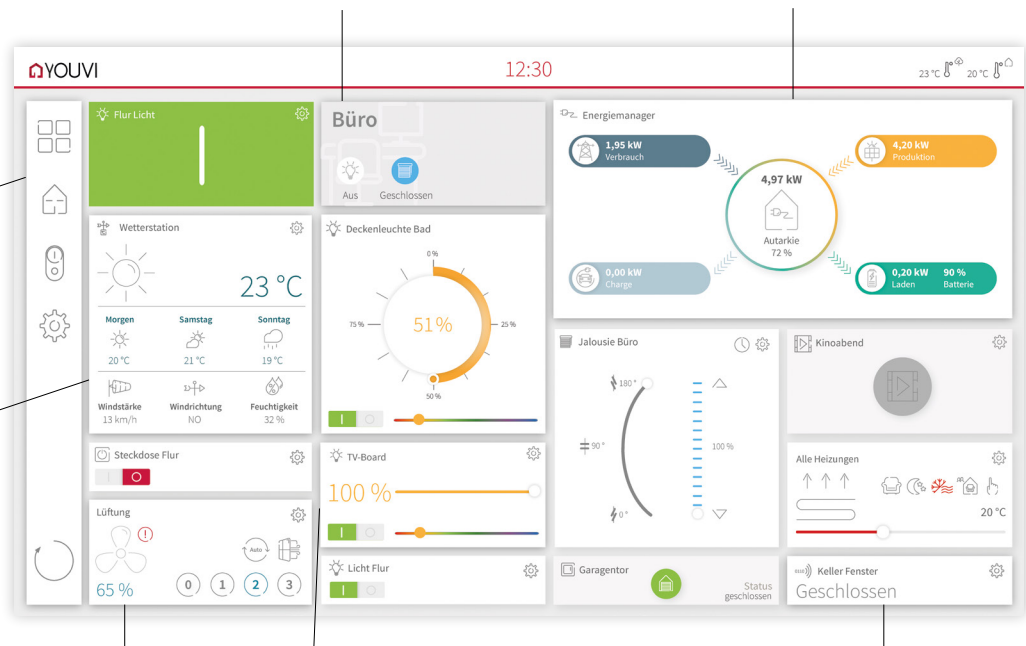 YOUVI
12:30
23 °C 20 °C
Flur Licht
Büro
Aus Geschlossen
Energiemanager
1,95 kW
Verbrauch
4,20 kW
Produktion
4,97 kW
Autarkie
72 %
0,00 kW
Charge
0,20 kW 90 %
Laden Batterie
Wetterstation
23 °C
Morgen Samstag Sonntag
20 °C 21 °C 19 °C
Windstärke Windrichtung Feuchtigkeit
13 km/h NO 32 %
Deckenleuchte Bad
0%
75 % 51% 25 %
50 %
Jalousie Büro
180 °
90 °
0 °
100 %
Kinoabend
Steckdose Flur
TV-Board
100 %
Alle Heizungen
20 °C
Lüftung
Auto
65 %
0 1 2 3
Licht Flur
Garagentor
Status
geschlossen
Keller Fenster
Geschlossen